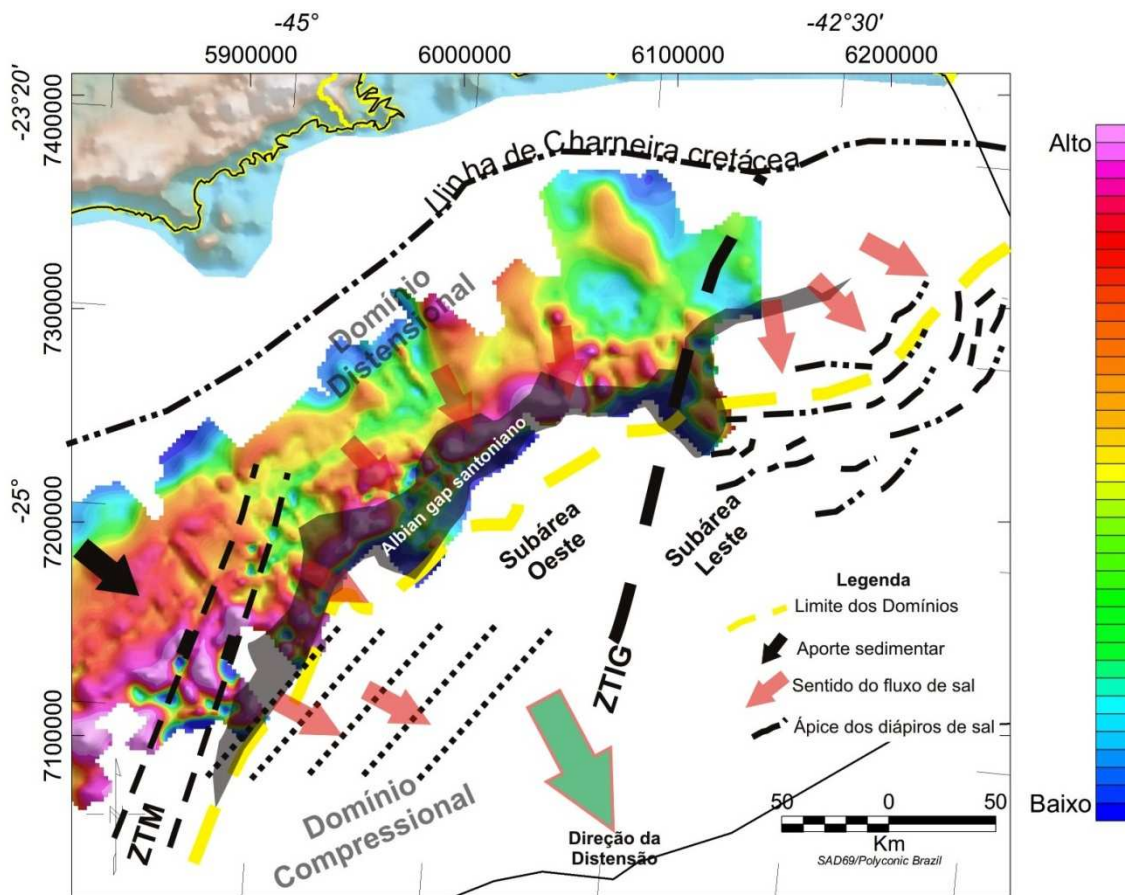 -45°
-42°30'
5900000
6000000
6100000
6200000
-23°20'
7400000
7300000
-25°
7200000
7100000
Llinha de Charneira cretácea
Alto
Baixo
Domínio
Distensional
Albian gap santoniano
Subárea
Oeste
Subárea
Leste
ZTIG
ZTM
Domínio
Compressional
Direção da
Distensão
Legenda
Limite dos Domínios
Aporte sedimentar
Sentido do fluxo de sal
Ápice dos diápiros de sal
50 0 50
Km
SAD69/Polyconic Brazil